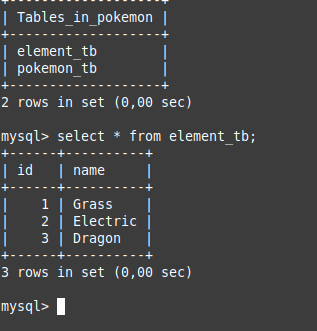 +-------------------+
| Tables_in_pokemon |
+-------------------+
| element_tb        |
| pokemon_tb        |
+-------------------+
2 rows in set (0,00 sec)
mysql> select * from element_tb;
+------+----------+
| id   | name     |
+------+----------+
|    1 | Grass    |
|    2 | Electric |
|    3 | Dragon   |
+------+----------+
3 rows in set (0,00 sec)
mysql>